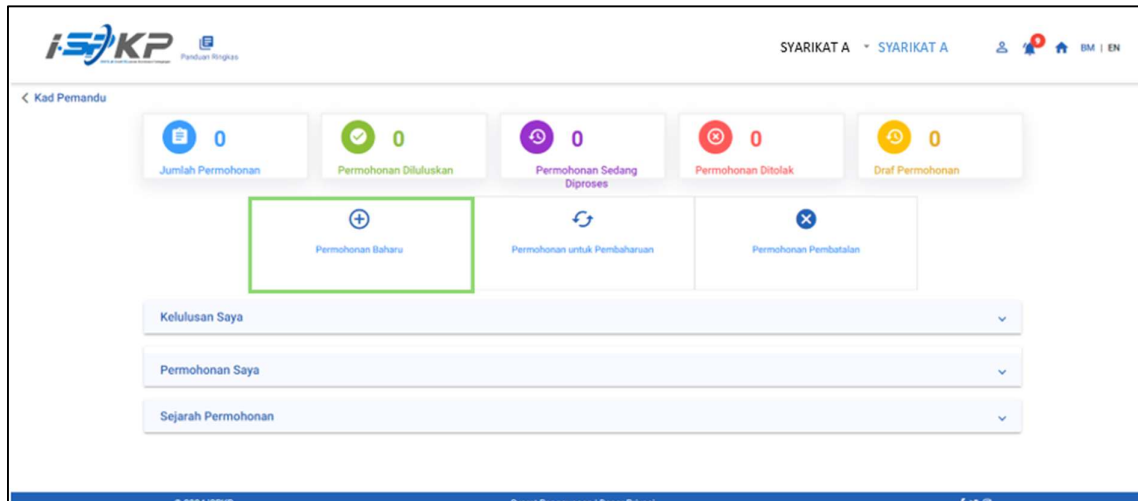 i-SPKP
Panduan Ringkas
SYARIKAT A SYARIKAT A
9
BM | EN
Kad Pemandu
0
Jumlah Permohonan
0
Permohonan Diluluskan
0
Permohonan Sedang
Diproses
0
Permohonan Ditolak
0
Draf Permohonan
Permohonan Baharu
Permohonan untuk Pembaharuan
Permohonan Pembatalan
Kelulusan Saya
Permohonan Saya
Sejarah Permohonan